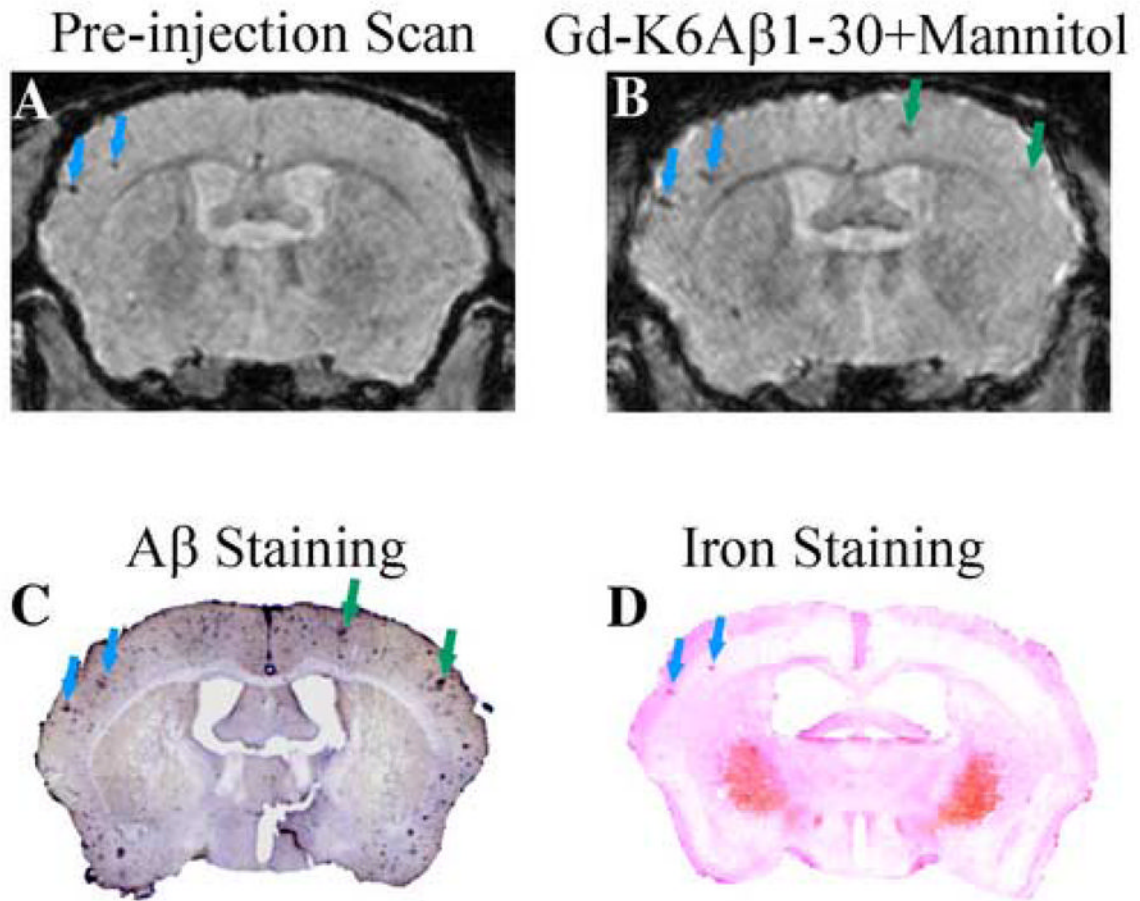 Pre-injection Scan
Gd-K6Aβ1-30+Mannitol
A
B
Aβ Staining
Iron Staining
C
D